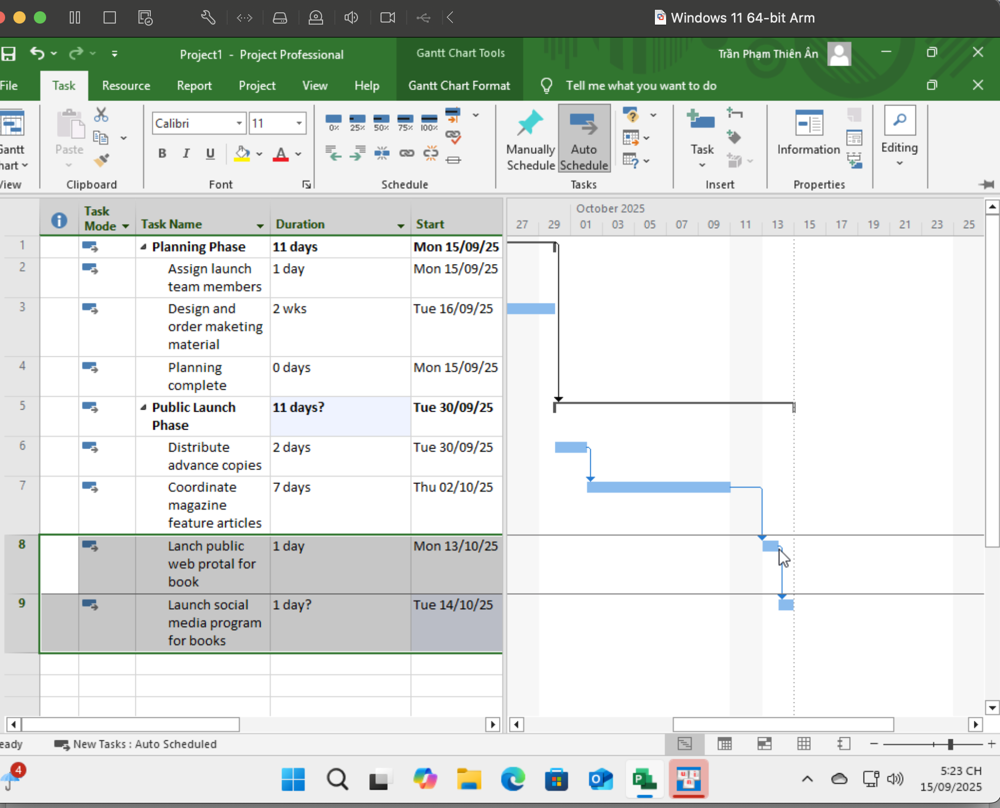 Windows 11 64-bit Arm
Project1 - Project Professional
Gantt Chart Tools
Trần Phạm Thiên Ân
File
Task
Resource
Report
Project
View
Help
Gantt Chart Format
Tell me what you want to do
Paste
Clipboard
Calibri
11
B I U
A
Font
0% 25% 50% 75% 100%
Schedule
Manually
Schedule
Auto
Schedule
Tasks
Task
Insert
Information
Properties
Editing
Task
Mode
Task Name
Duration
Start
October 2025
27 29 01 03 05 07 09 11 13 15 17 19 21 23 25
1 Planning Phase 11 days Mon 15/09/25
2 Assign launch 1 day Mon 15/09/25
team members
3 Design and 2 wks Tue 16/09/25
order maketing
material
4 Planning 0 days Mon 15/09/25
complete
5 Public Launch 11 days? Tue 30/09/25
Phase
6 Distribute 2 days Tue 30/09/25
advance copies
7 Coordinate 7 days Thu 02/10/25
magazine
feature articles
8 Lanch public 1 day Mon 13/10/25
web protal for
book
9 Launch social 1 day? Tue 14/10/25
media program
for books
eady
New Tasks : Auto Scheduled
4
5:23 CH
15/09/2025